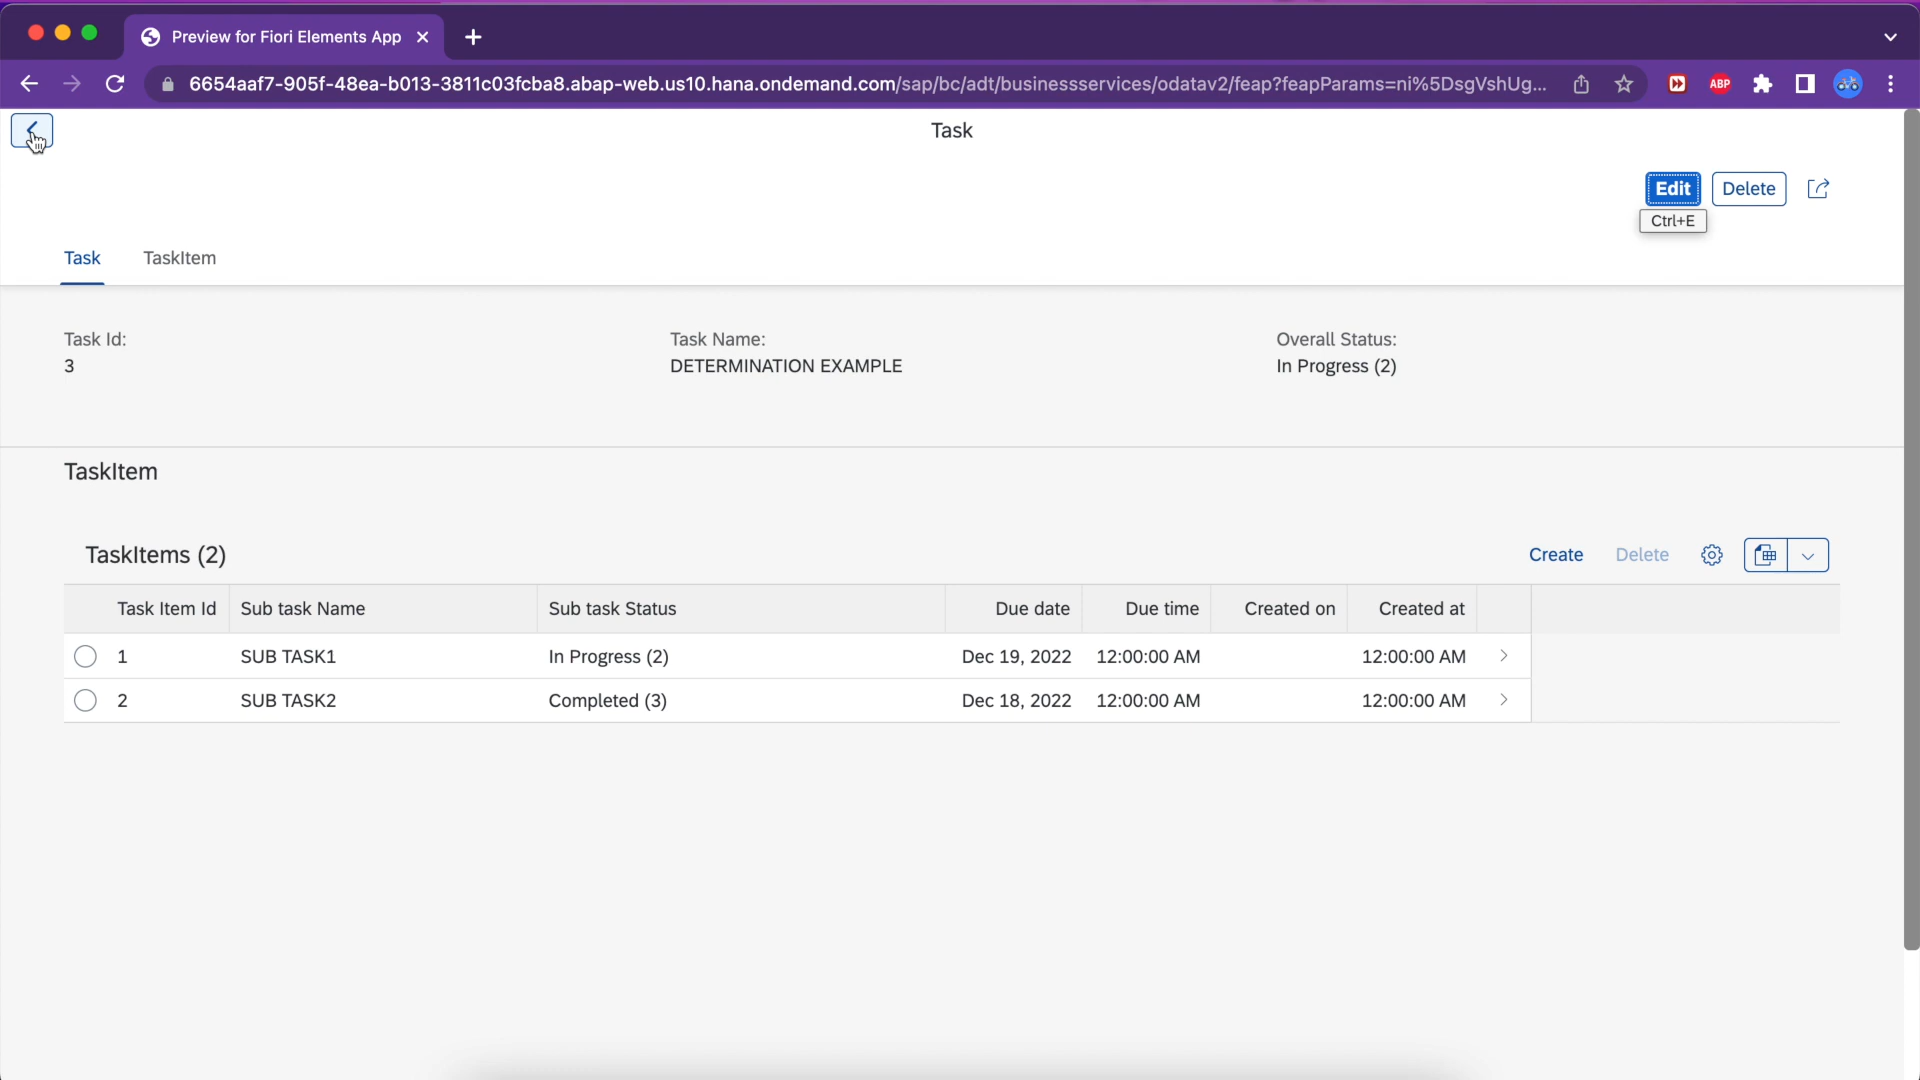 Preview for Fiori Elements App
6654aaf7-905f-48ea-b013-3811c03fcba8.abap-web.us10.hana.ondemand.com/sap/bc/adt/businessservices/odatav2/feap?feapParams=ni%5DsgVshUg...
ABP
Task
Edit Delete
Ctrl+E
Task TaskItem
Task Id: Task Name: Overall Status:
3 DETERMINATION EXAMPLE In Progress (2)
TaskItem
TaskItems (2) Create Delete
Task Item Id Sub task Name Sub task Status Due date Due time Created on Created at
1 SUB TASK1 In Progress (2) Dec 19, 2022 12:00:00 AM 12:00:00 AM
2 SUB TASK2 Completed (3) Dec 18, 2022 12:00:00 AM 12:00:00 AM